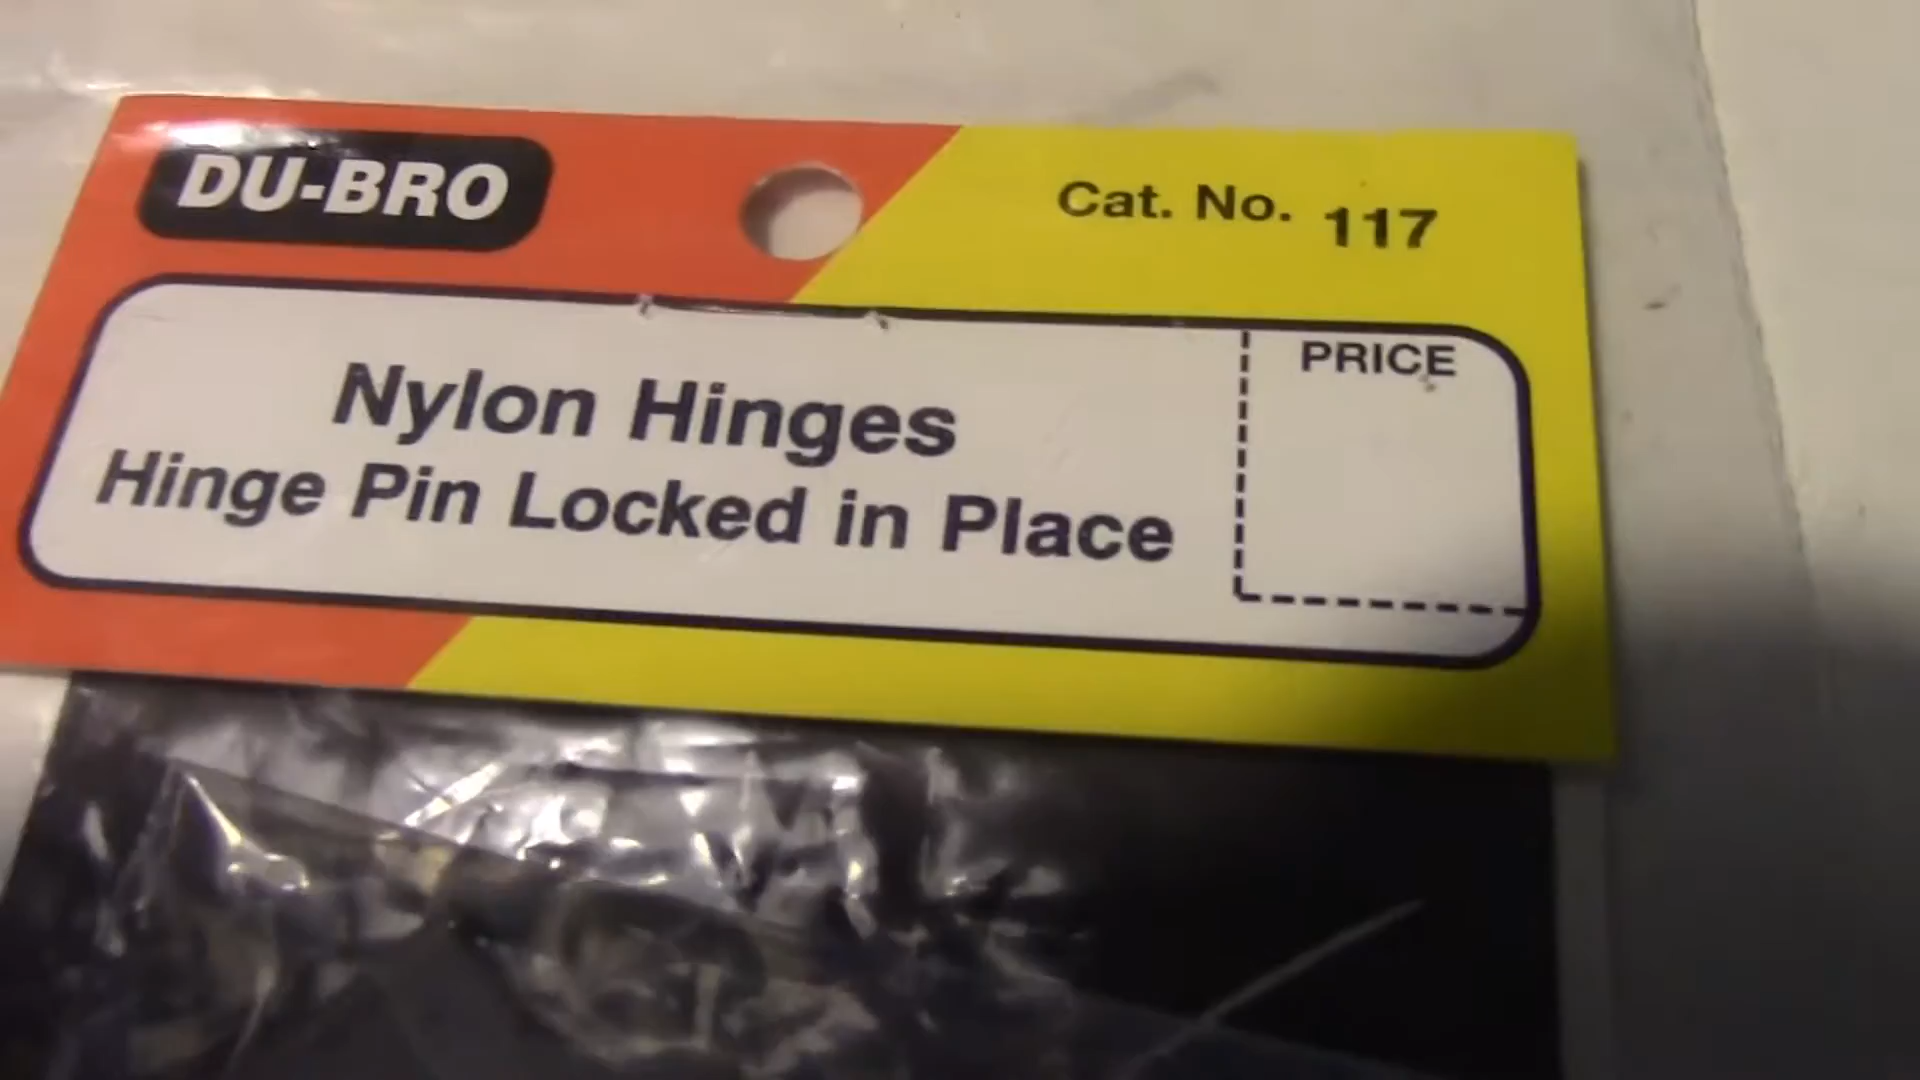 DU-BRO
Cat. No. 117
PRICE
Nylon Hinges
Hinge Pin Locked in Place